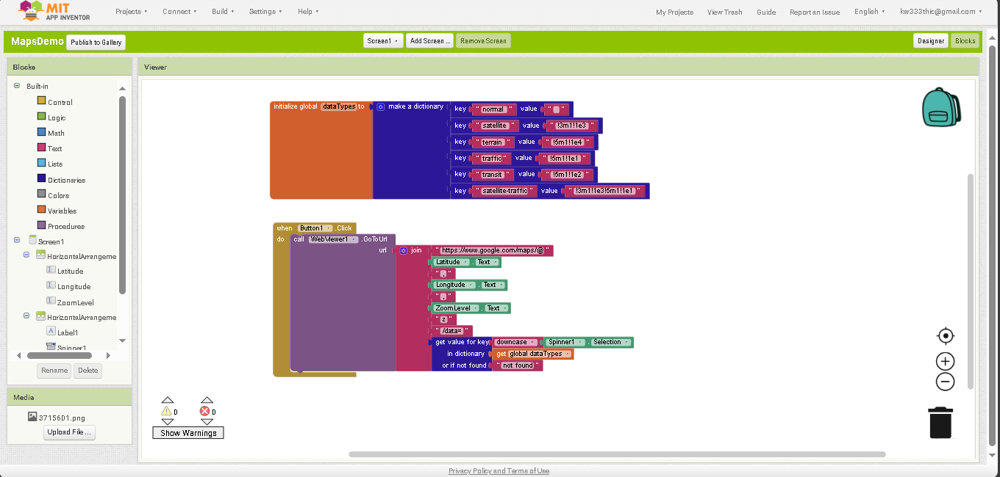 MIT
APP INVENTOR
Projects
Connect
Build
Settings
Help
My Projects
View Trash
Guide
Report an Issue
English
kar333thic@gmail.com
MapsDemo
Publish to Gallery
Screen1
Add Screen ...
Remove Screen
Designer
Blocks
Blocks
Built-in
Control
Logic
Math
Text
Lists
Dictionaries
Colors
Variables
Procedures
Screen1
HorizontalArrangeme
Latitude
Longitude
ZoomLevel
HorizontalArrangeme
Label1
Spinner1
Rename
Delete
Media
3715601.png
Upload File ...
Viewer
initialize global dataTypes to make a dictionary
key " normal " value " "
key " satellite " value " !3m1!1e3 "
key " terrain " value " !5m1!1e4 "
key " traffic " value " !5m1!1e1 "
key " transit " value " !5m1!1e2 "
key " satellite-traffic " value " !3m1!1e3!5m1!1e1 "
when Button1 .Click
do call WebViewer1 .GoToUrl
url join " https://www.google.com/maps/@ "
Latitude . Text
" , "
Longitude . Text
" , "
ZoomLevel . Text
" z "
" /data= "
get value for key downcase Spinner1 . Selection
in dictionary get global dataTypes
or if not found " not found "
0
0
Show Warnings
Privacy Policy and Terms of Use